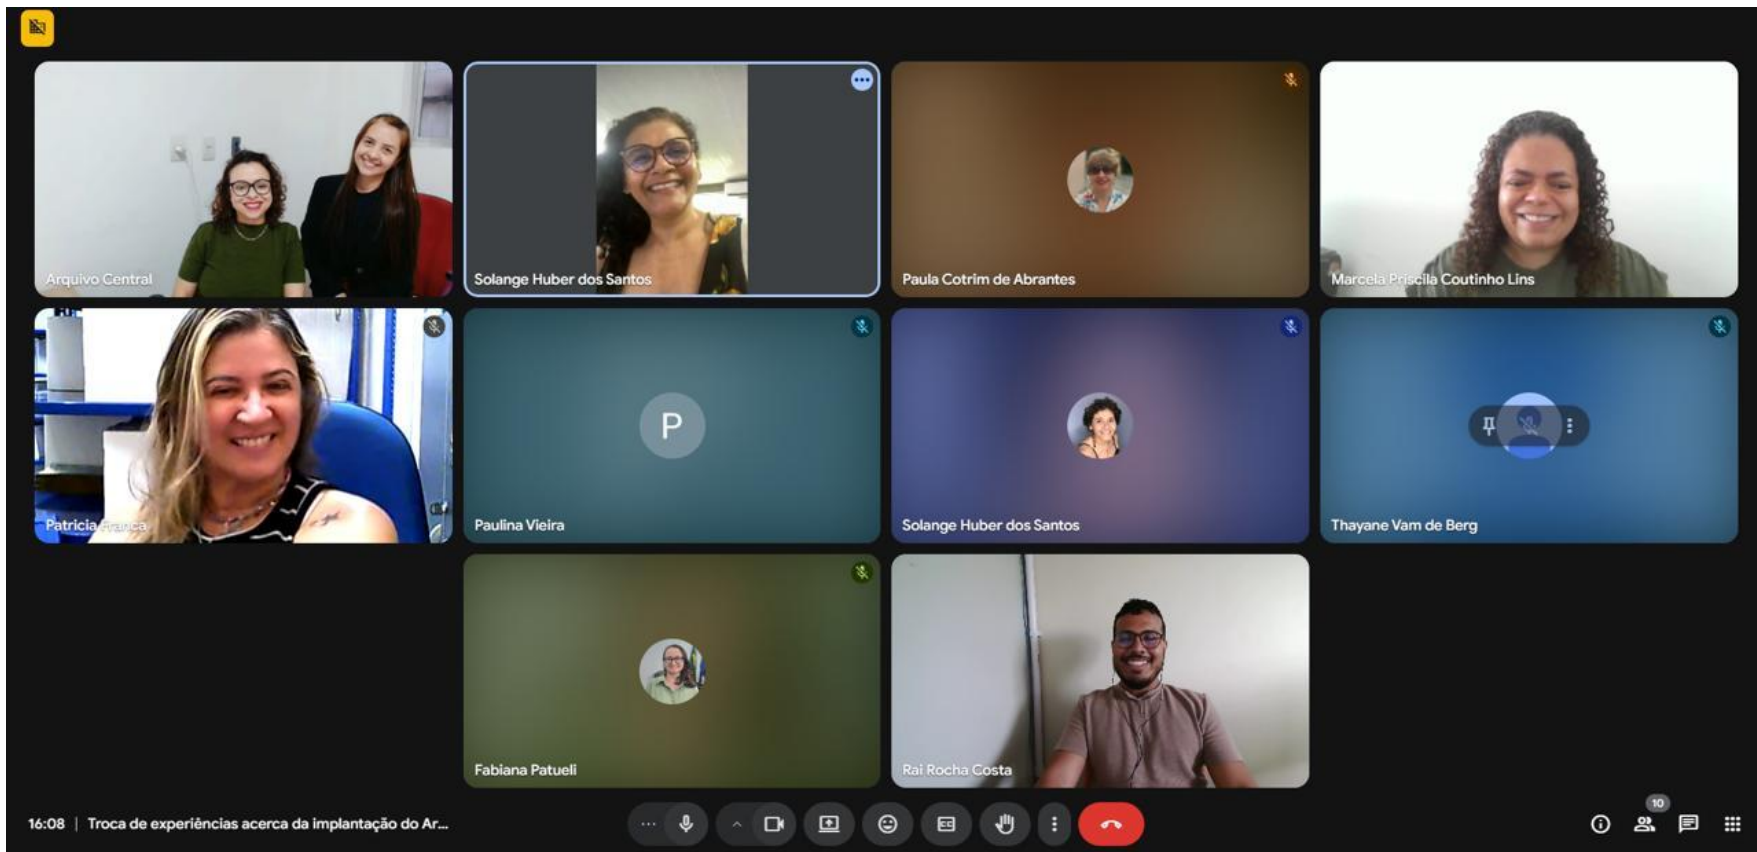 Arquivo Central
Solange Huber dos Santos
Paula Cotrim de Abrantes
Marcela Priscila Coutinho Lins
Patricia Franca
P
Paulina Vieira
Solange Huber dos Santos
Thayane Vam de Berg
Fabiana Patueli
Rai Rocha Costa
16:08 | Troca de experiências acerca da implantação do Ar...
CC
10